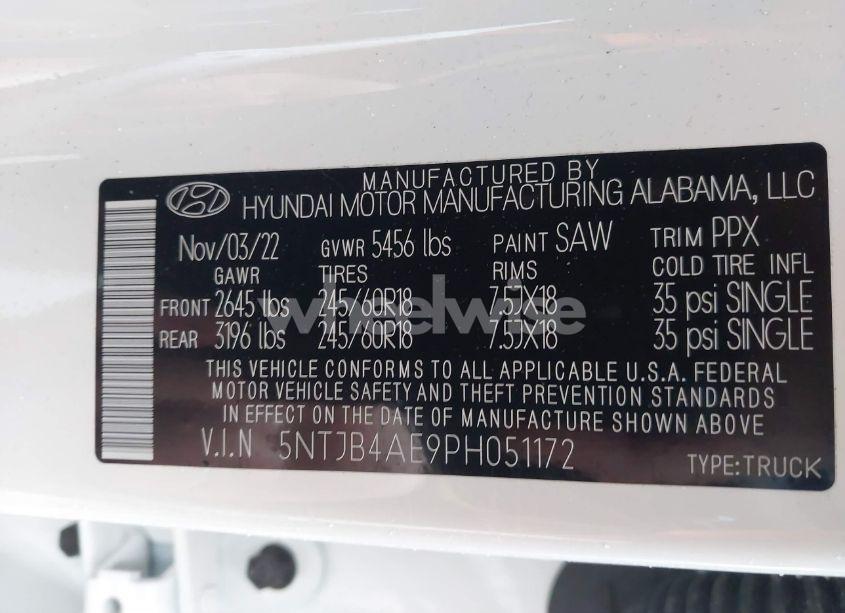 MANUFACTURED BY
HYUNDAI MOTOR MANUFACTURING ALABAMA, LLC
Nov/03/22 GVWR 5456 lbs PAINT SAW TRIM PPX
GAWR TIRES RIMS COLD TIRE INFL
FRONT 2645 lbs 245/60R18 7.5JX18 35 psi SINGLE
REAR 3196 lbs 245/60R18 7.5JX18 35 psi SINGLE
wheelwise
THIS VEHICLE CONFORMS TO ALL APPLICABLE U.S.A. FEDERAL
MOTOR VEHICLE SAFETY AND THEFT PREVENTION STANDARDS
IN EFFECT ON THE DATE OF MANUFACTURE SHOWN ABOVE
V.I.N 5NTJB4AE9PH051172 TYPE:TRUCK